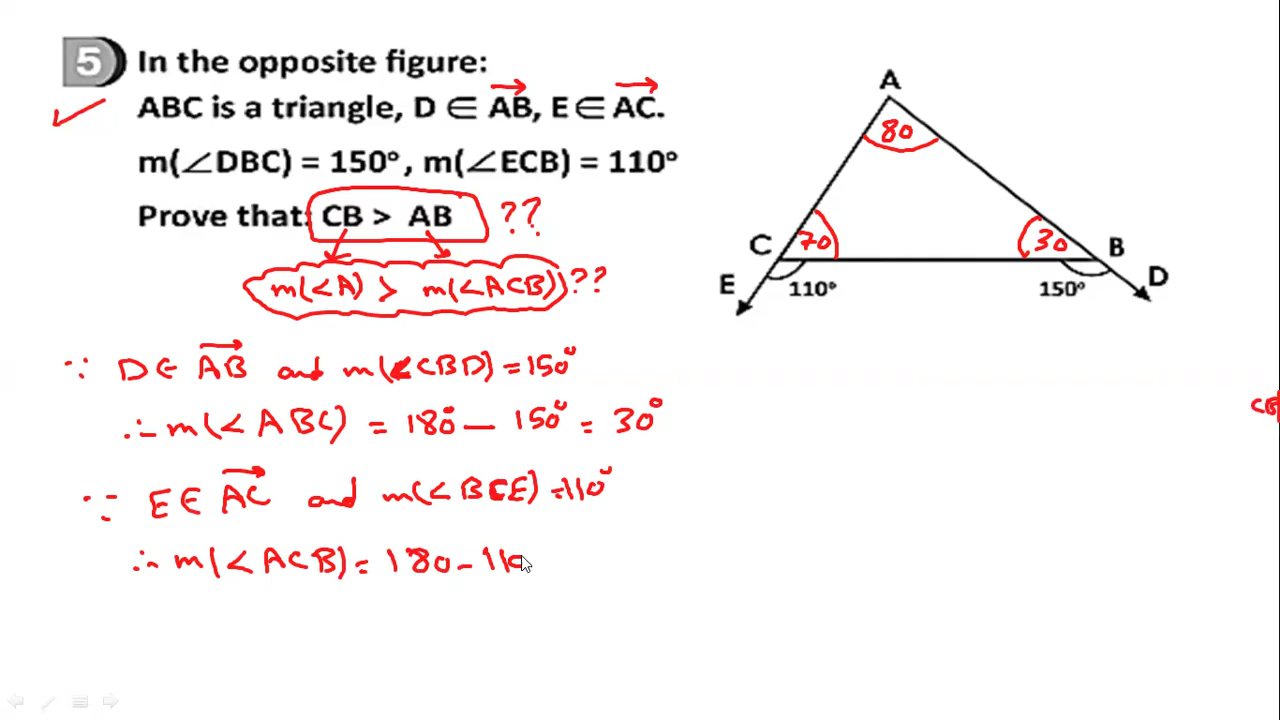 5 In the opposite figure:
ABC is a triangle, D ∈ AB, E ∈ AC.
m(∠DBC) = 150°, m(∠ECB) = 110°
Prove that: CB > AB ??
m(∠A) > m(∠ACB) ??
∵ D ∈ AB and m(∠CBD) = 150°
∴ m(∠ABC) = 180° – 150° = 30°
∵ E ∈ AC and m(∠BCE) = 110°
∴ m(∠ACB) = 180 – 110
A
80
C
70
30
B
E
110°
150°
D
CB